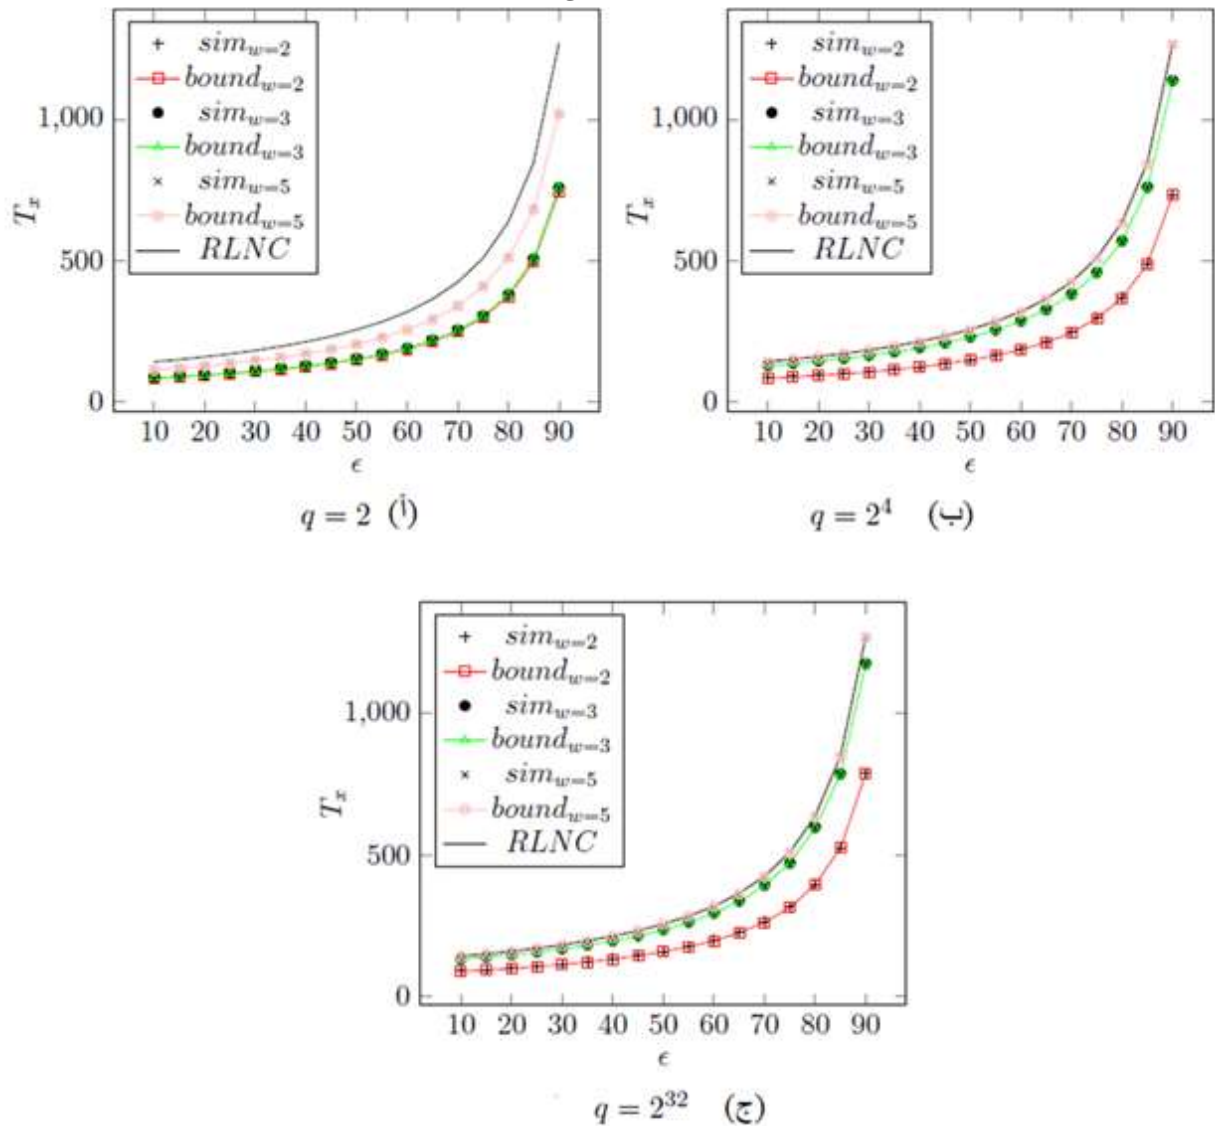 sim_{w=2}
bound_{w=2}
sim_{w=3}
bound_{w=3}
sim_{w=5}
bound_{w=5}
RLNC
T_x
1,000
500
0
10 20 30 40 50 60 70 80 90
ϵ
q = 2 (أ)
sim_{w=2}
bound_{w=2}
sim_{w=3}
bound_{w=3}
sim_{w=5}
bound_{w=5}
RLNC
T_x
1,000
500
0
10 20 30 40 50 60 70 80 90
ϵ
q = 2^4 (ب)
sim_{w=2}
bound_{w=2}
sim_{w=3}
bound_{w=3}
sim_{w=5}
bound_{w=5}
RLNC
T_x
1,000
500
0
10 20 30 40 50 60 70 80 90
ϵ
q = 2^{32} (ج)